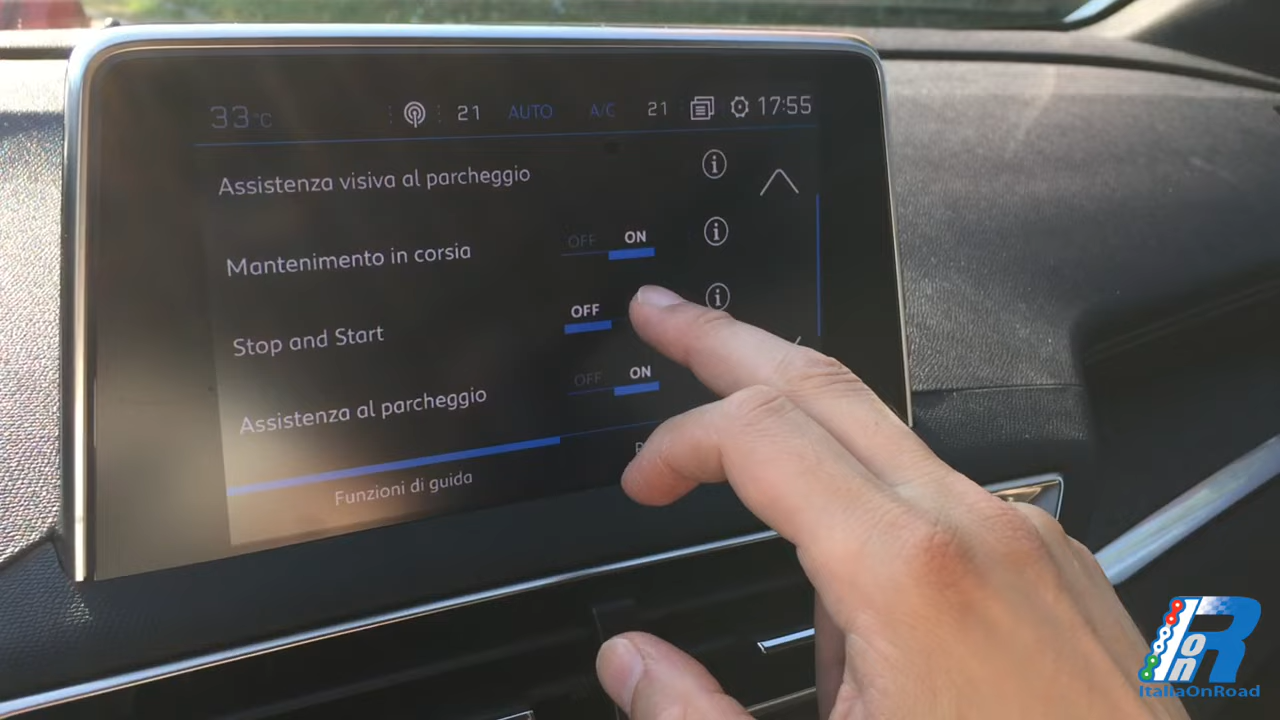 33°C 21 AUTO A/C 21 17:55
Assistenza visiva al parcheggio
Mantenimento in corsia OFF ON
Stop and Start OFF
Assistenza al parcheggio OFF ON
Funzioni di guida
R
on
ItaliaOnRoad